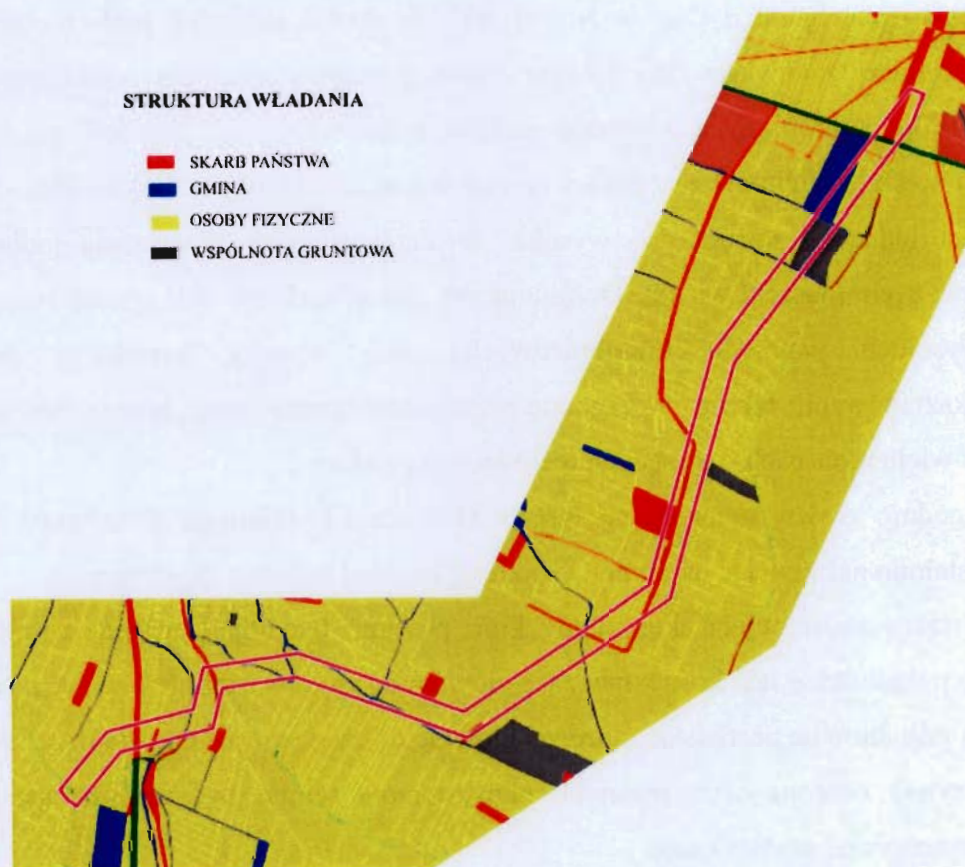 STRUKTURA WŁADANIA
SKARB PAŃSTWA
GMINA
OSOBY FIZYCZNE
WSPÓLNOTA GRUNTOWA